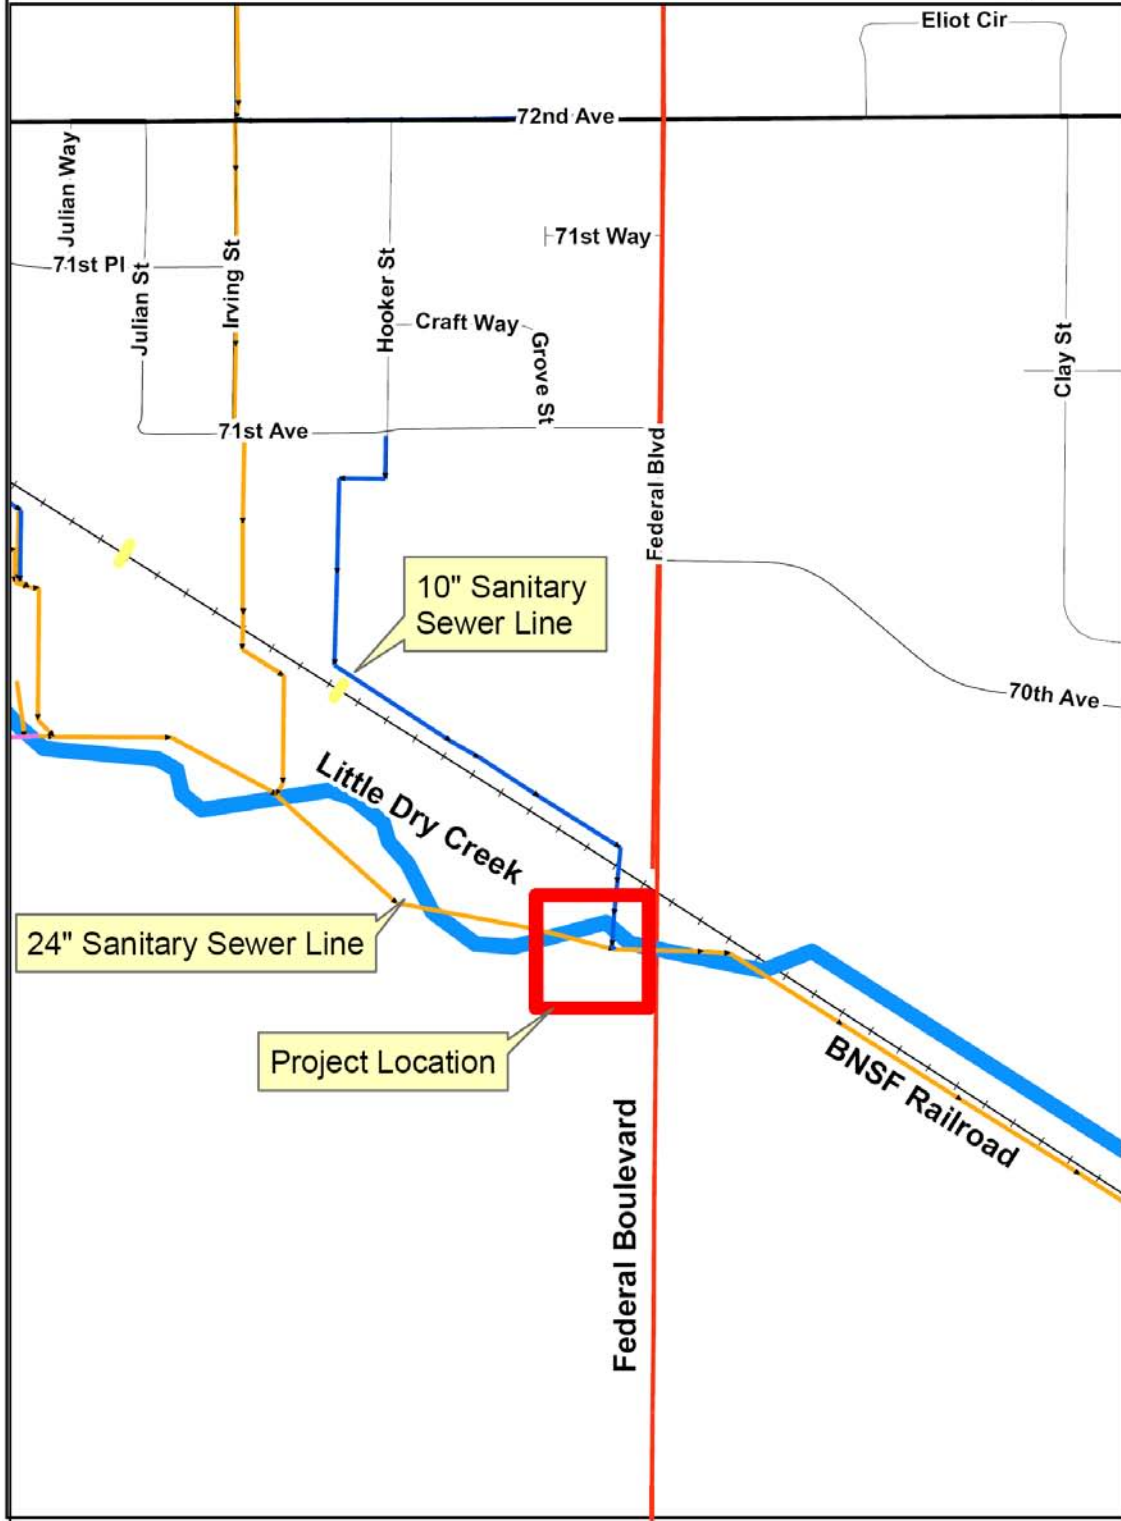 Eliot Cir
72nd Ave
Julian Way
71st Way
71st Pl
Julian St
Irving St
Hooker St
Craft Way
Grove St
Clay St
71st Ave
Federal Blvd
10" Sanitary
Sewer Line
70th Ave
Little Dry Creek
24" Sanitary Sewer Line
Project Location
BNSF Railroad
Federal Boulevard